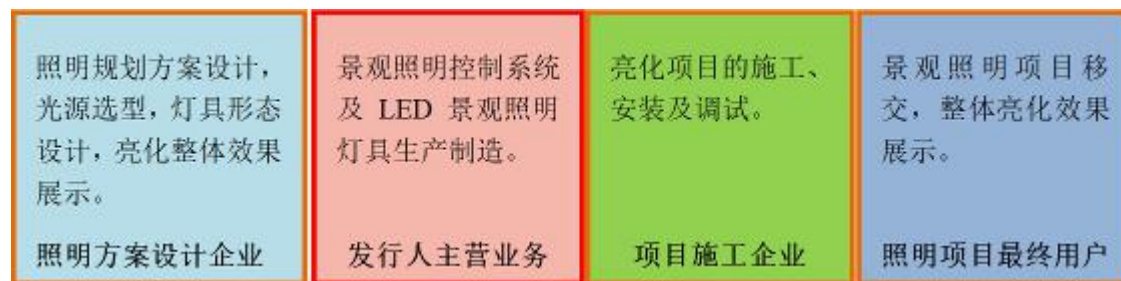 照明规划方案设计，
光源选型，灯具形态
设计，亮化整体效果
展示。
照明方案设计企业
景观照明控制系统
及 LED 景观照明
灯具生产制造。
发行人主营业务
亮化项目的施工、
安装及调试。
项目施工企业
景观照明项目移
交，整体亮化效果
展示。
照明项目最终用户